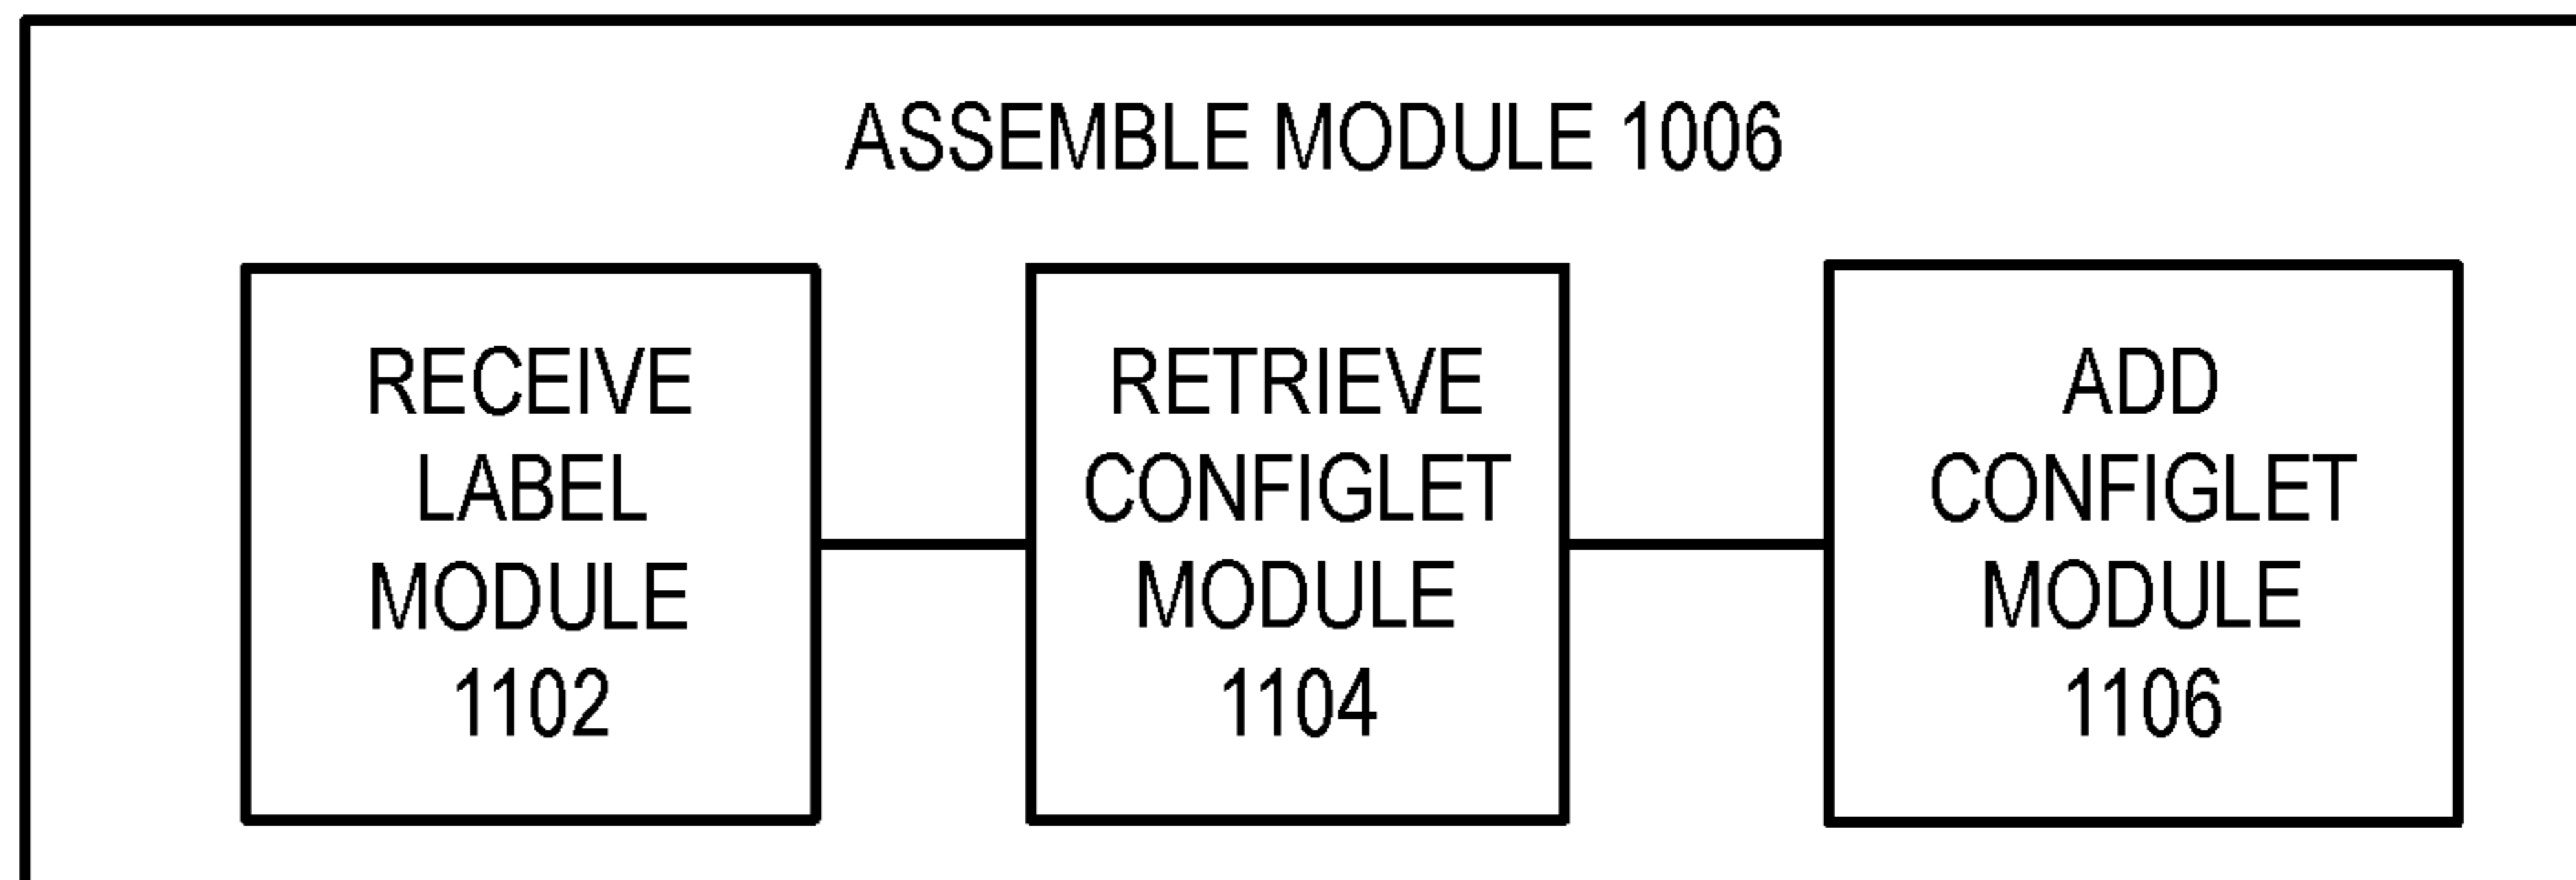 ASSEMBLE MODULE 1006
RECEIVE
LABEL
MODULE
1102
RETRIEVE
CONFIGLET
MODULE
1104
ADD
CONFIGLET
MODULE
1106